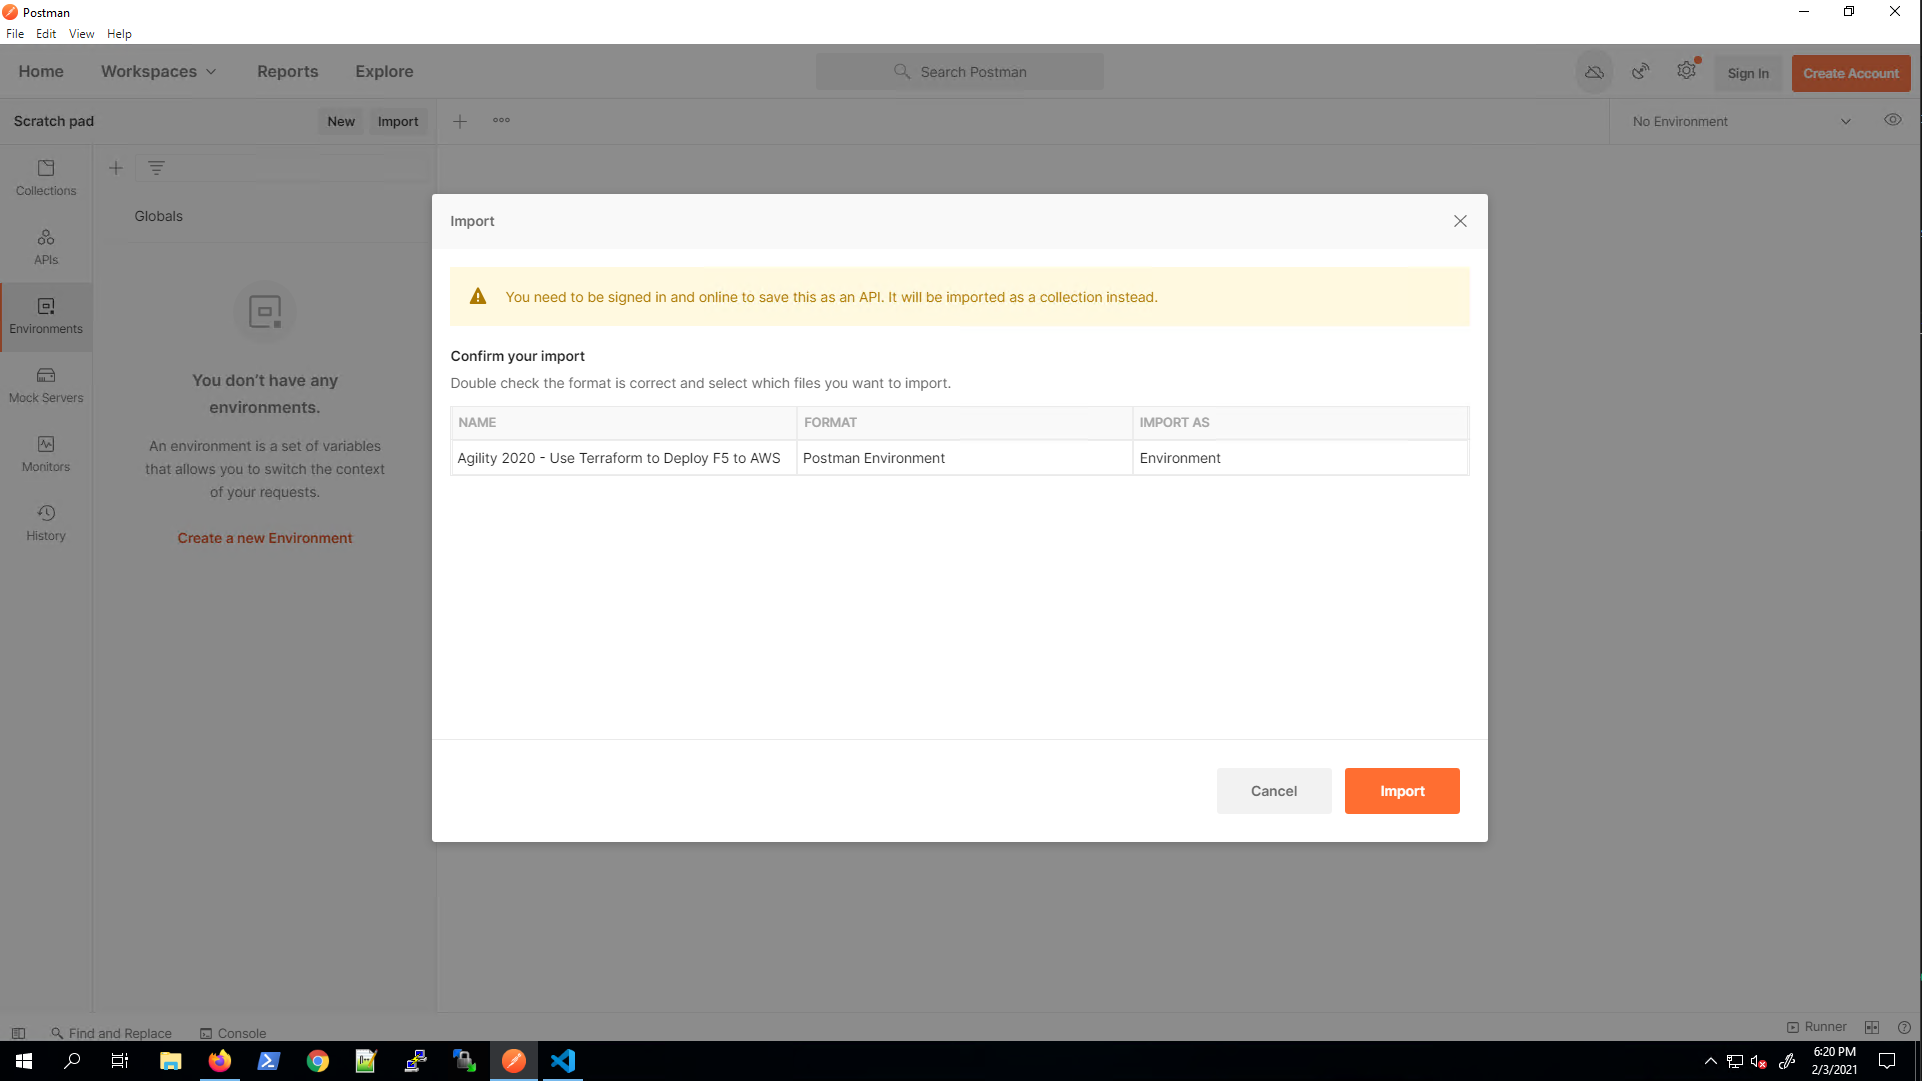 Postman
File Edit View Help
Home Workspaces Reports Explore Search Postman Sign In Create Account
Scratch pad New Import No Environment
Collections
Globals
APIs
Environments
Mock Servers
Monitors
History
You don't have any
environments.
An environment is a set of variables
that allows you to switch the context
of your requests.
Create a new Environment
Import
You need to be signed in and online to save this as an API. It will be imported as a collection instead.
Confirm your import
Double check the format is correct and select which files you want to import.
NAME FORMAT IMPORT AS
Agility 2020 - Use Terraform to Deploy F5 to AWS Postman Environment Environment
Cancel Import
Find and Replace Console Runner
6:20 PM
2/3/2021